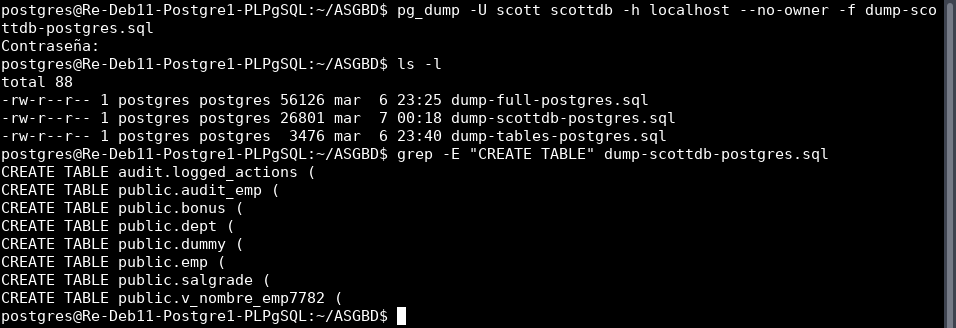 postgres@Re-Deb11-Postgre1-PLPgSQL:~/ASGBD$ pg_dump -U scott scottdb -h localhost --no-owner -f dump-sco
ttdb-postgres.sql
Contraseña:
postgres@Re-Deb11-Postgre1-PLPgSQL:~/ASGBD$ ls -l
total 88
-rw-r--r-- 1 postgres postgres 56126 mar  6 23:25 dump-full-postgres.sql
-rw-r--r-- 1 postgres postgres 26801 mar  7 00:18 dump-scottdb-postgres.sql
-rw-r--r-- 1 postgres postgres  3476 mar  6 23:40 dump-tables-postgres.sql
postgres@Re-Deb11-Postgre1-PLPgSQL:~/ASGBD$ grep -E "CREATE TABLE" dump-scottdb-postgres.sql
CREATE TABLE audit.logged_actions (
CREATE TABLE public.audit_emp (
CREATE TABLE public.bonus (
CREATE TABLE public.dept (
CREATE TABLE public.dummy (
CREATE TABLE public.emp (
CREATE TABLE public.salgrade (
CREATE TABLE public.v_nombre_emp7782 (
postgres@Re-Deb11-Postgre1-PLPgSQL:~/ASGBD$